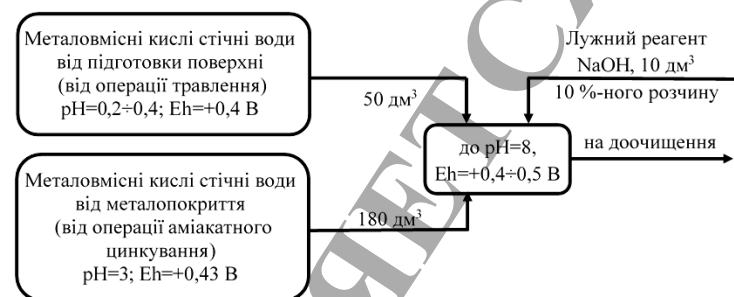 Металовмісні кислі стічні води
від підготовки поверхні
(від операції травлення)
pH=0,2÷0,4; Eh=+0,4 В
50 дм³
Лужний реагент
NaOH, 10 дм³
10 %-ного розчину
до pH=8,
Eh=+0,4÷0,5 В
на доочищення
Металовмісні кислі стічні води
від металопокриття
(від операції аміакатного
цинкування)
pH=3; Eh=+0,43 В
180 дм³